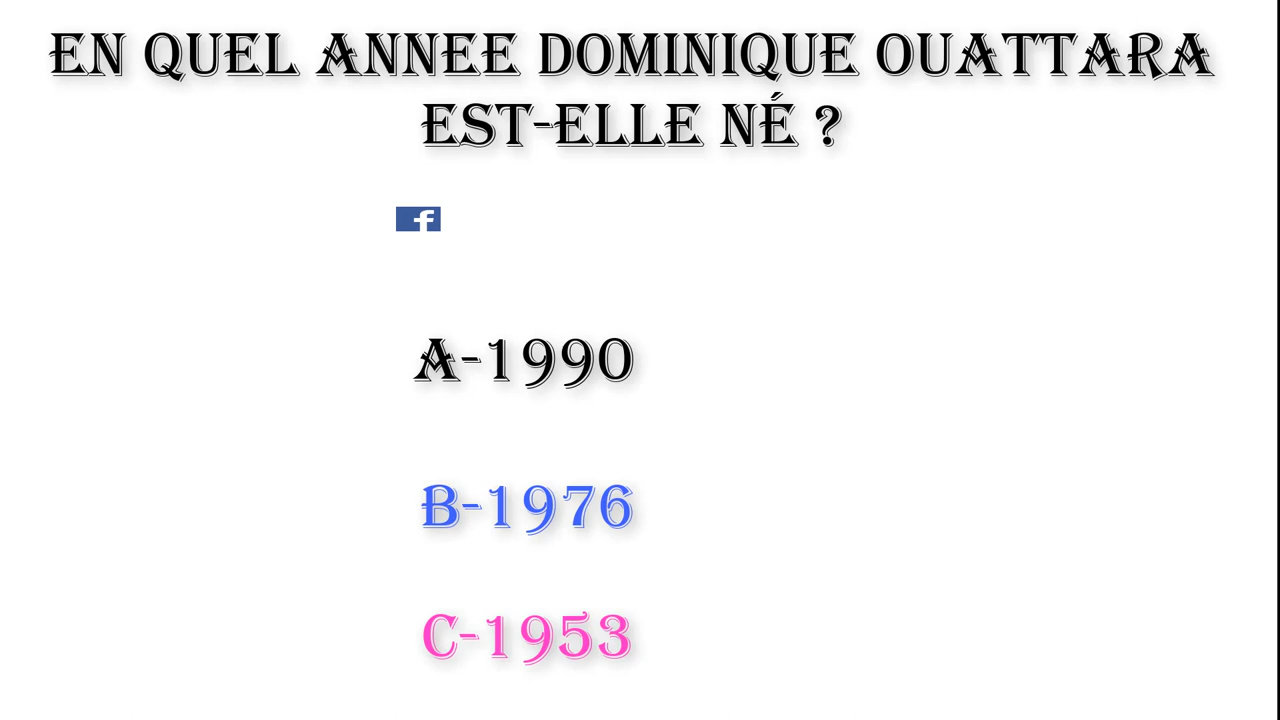 EN QUEL ANNEE DOMINIQUE OUATTARA
EST-ELLE NÉ ?
f
A-1990
B-1976
C-1953